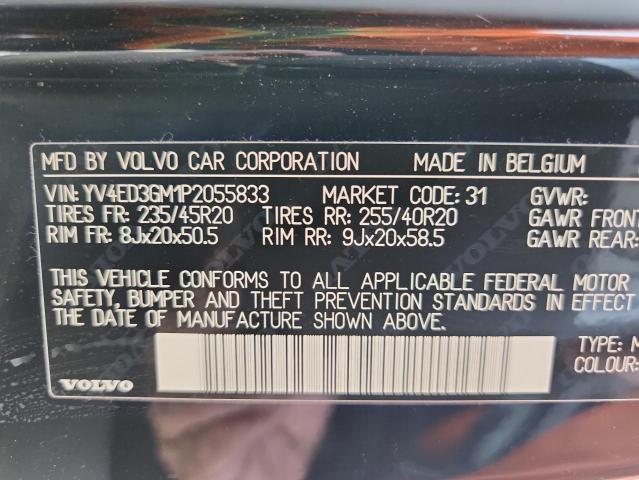 MFD BY VOLVO CAR CORPORATION MADE IN BELGIUM
VIN: YV4ED3GM1P2055833 MARKET CODE: 31 GVWR:
TIRES FR: 235/45R20 TIRES RR: 255/40R20 GAWR FRONT
RIM FR: 8Jx20x50.5 RIM RR: 9Jx20x58.5 GAWR REAR:
THIS VEHICLE CONFORMS TO ALL APPLICABLE FEDERAL MOTOR
SAFETY, BUMPER AND THEFT PREVENTION STANDARDS IN EFFECT
THE DATE OF MANUFACTURE SHOWN ABOVE.
TYPE: M
VOLVO COLOUR: